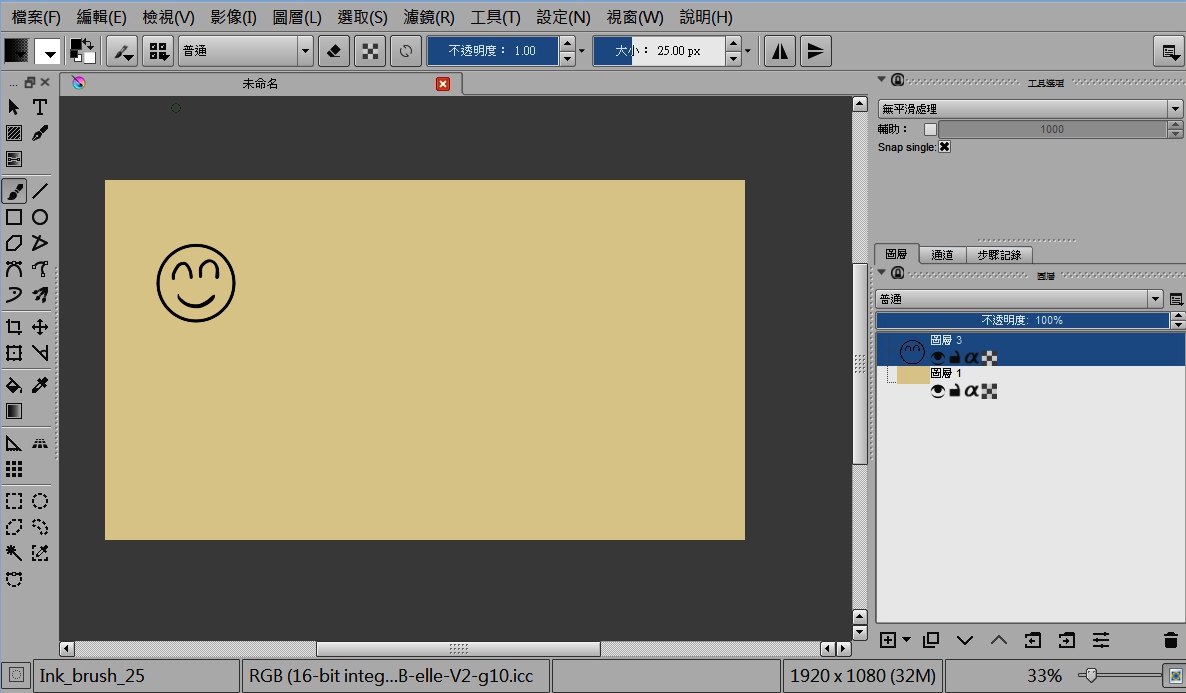 檔案(F) 編輯(E) 檢視(V) 影像(I) 圖層(L) 選取(S) 濾鏡(R) 工具(T) 設定(N) 視窗(W) 說明(H)
普通 不透明度： 1.00 大小： 25.00 px
未命名
工具選項
無平滑處理
輔助： 1000
Snap single:
圖層 通道 步驟記錄
圖層
普通
不透明度: 100%
圖層 3
圖層 1
Ink_brush_25 RGB (16-bit integ...B-elle-V2-g10.icc 1920 x 1080 (32M) 33%